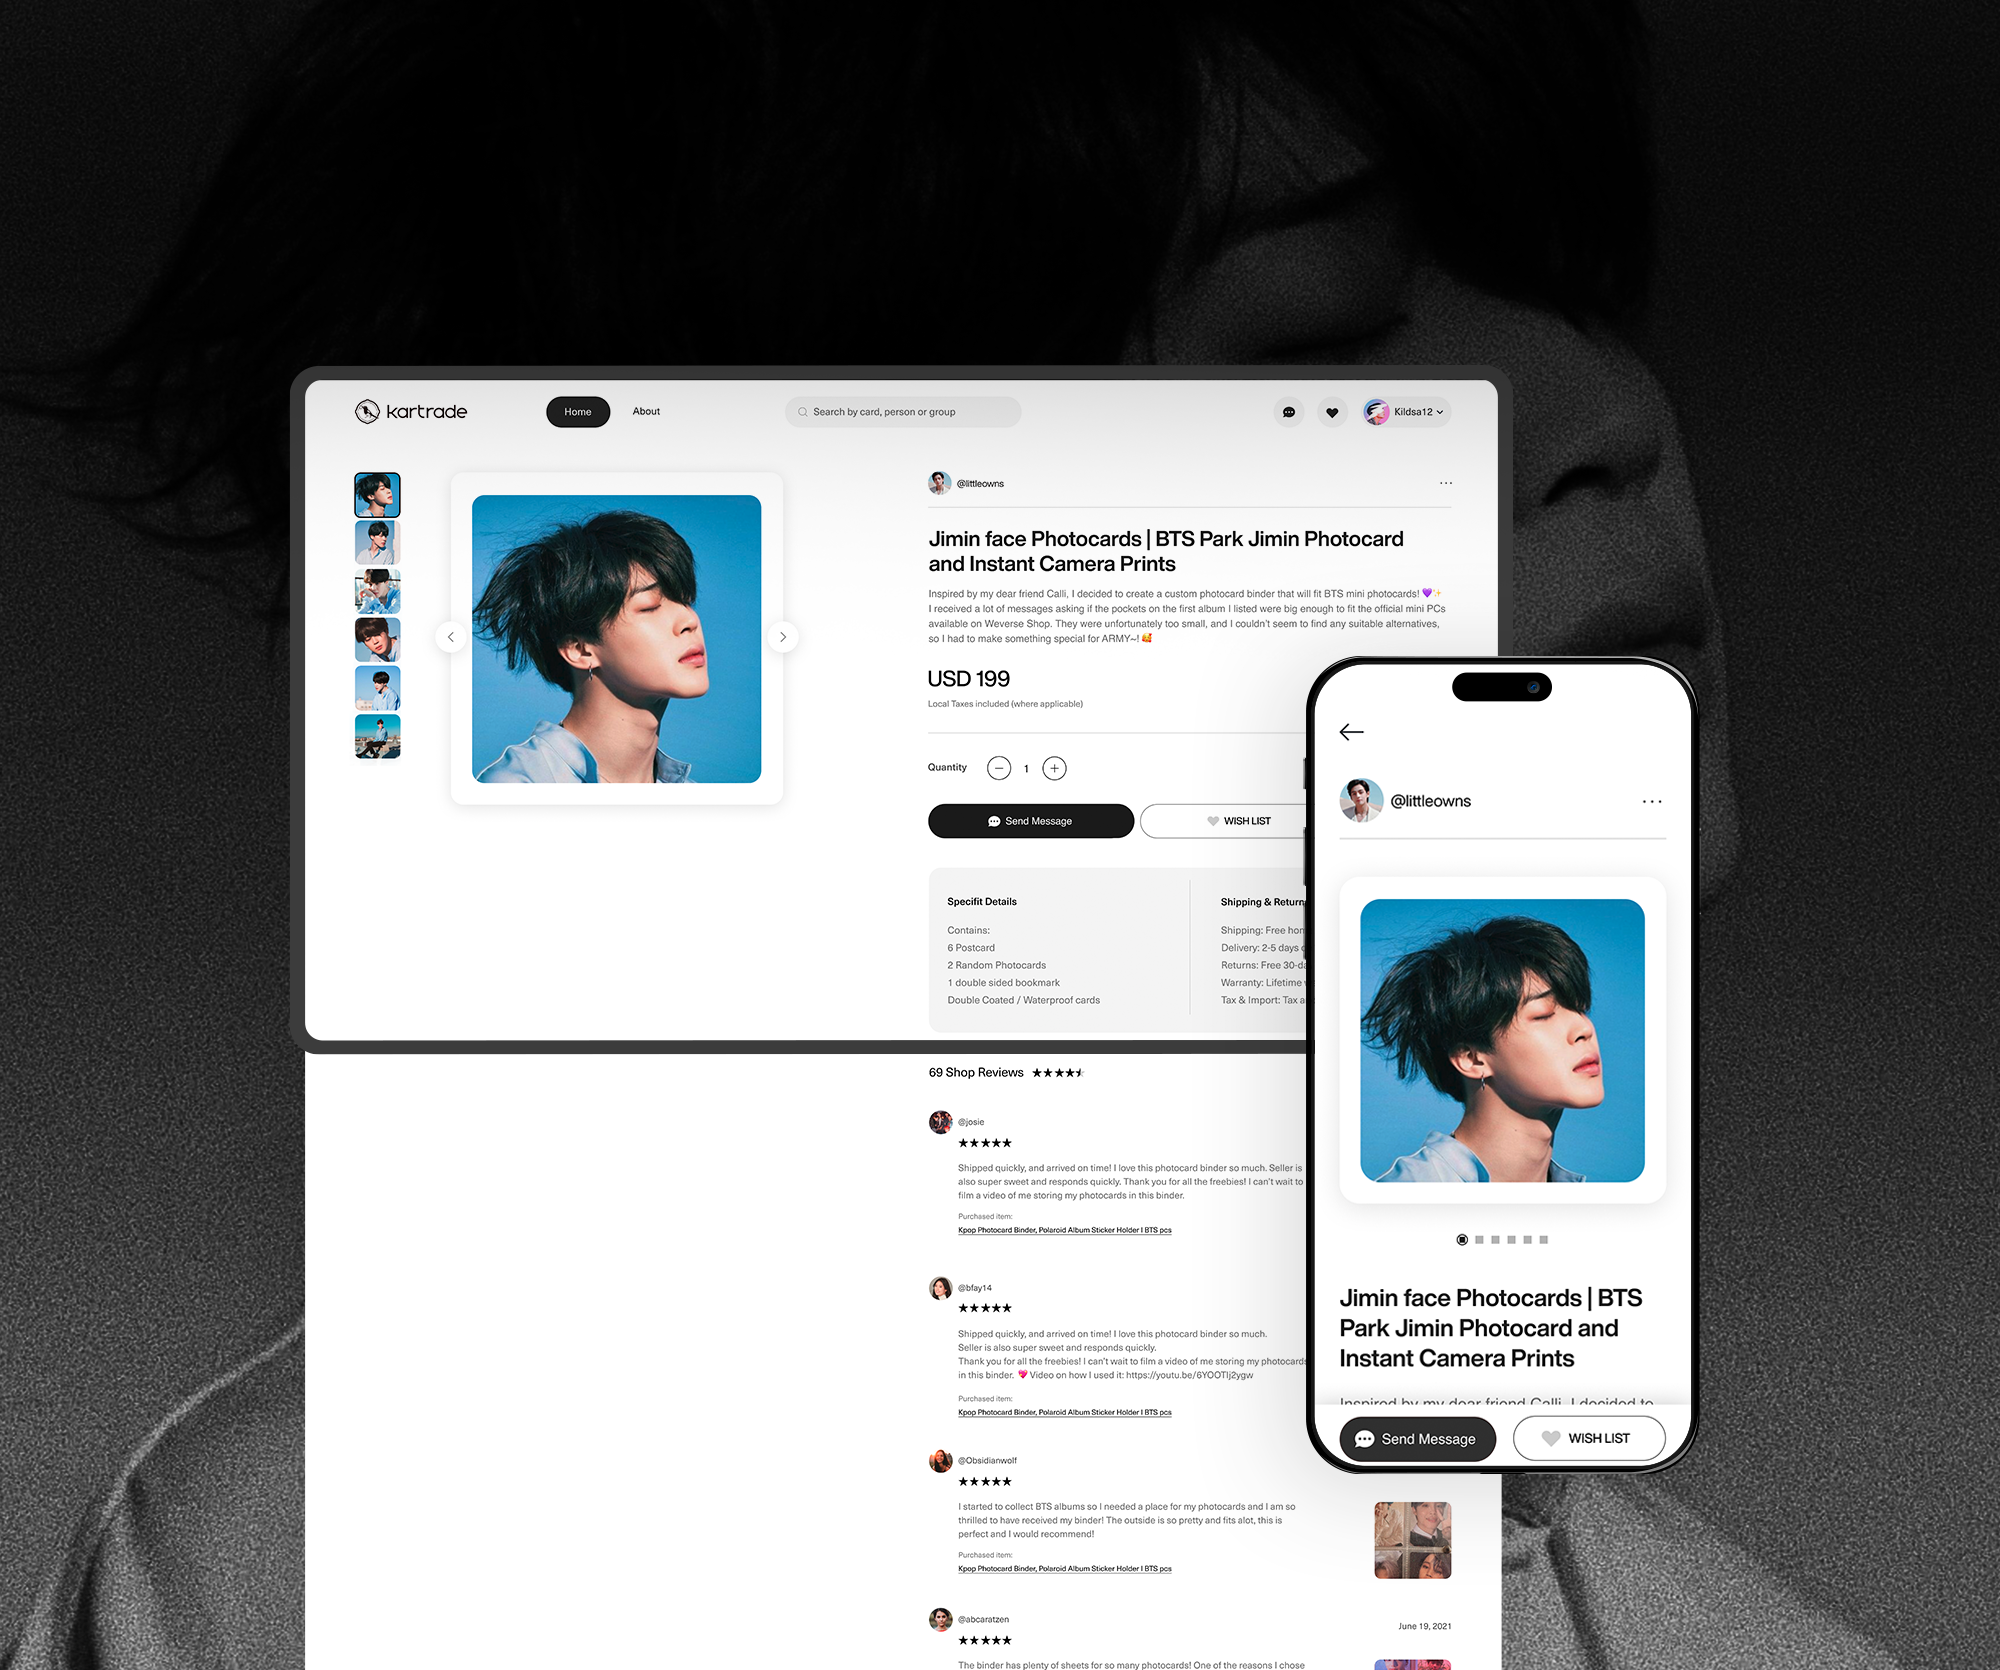 kartrade
Home
About
Search by card, person or group
Kildsa12
@littleowns
Jimin face Photocards | BTS Park Jimin Photocard
and Instant Camera Prints
Inspired by my dear friend Calli, I decided to create a custom photocard binder that will fit BTS mini photocards! 💜✨
I received a lot of messages asking if the pockets on the first album I listed were big enough to fit the official mini PCs
available on Weverse Shop. They were unfortunately too small, and I couldn't seem to find any suitable alternatives,
so I had to make something special for ARMY~! 🥰
USD 199
Local Taxes included (where applicable)
Quantity
1
Send Message
WISH LIST
Specifit Details
Contains:
6 Postcard
2 Random Photocards
1 double sided bookmark
Double Coated / Waterproof cards
Shipping & Return
Shipping: Free
Delivery: 2-5 days
Returns: Free 30-da
Warranty: Lifetime
Tax & Import: Tax
69 Shop Reviews
@josie
★★★★★
Shipped quickly, and arrived on time! I love this photocard binder so much. Seller is
also super sweet and responds quickly. Thank you for all the freebies! I can't wait to
film a video of me storing my photocards in this binder.
Purchased item:
Kpop Photocard Binder, Polaroid Album Sticker Holder I BTS pcs
@bfay14
★★★★★
Shipped quickly, and arrived on time! I love this photocard binder so much.
Seller is also super sweet and responds quickly.
Thank you for all the freebies! I can't wait to film a video of me storing my photocards
in this binder. 💖 Video on how I used it: https://youtu.be/6YOOTIj2ygw
Purchased item:
Kpop Photocard Binder, Polaroid Album Sticker Holder I BTS pcs
@Obsidianwolf
★★★★★
I started to collect BTS albums so I needed a place for my photocards and I am so
thrilled to have received my binder! The outside is so pretty and fits alot, this is
perfect and I would recommend!
Purchased item:
Kpop Photocard Binder, Polaroid Album Sticker Holder I BTS pcs
@abcaratzen
June 19, 2021
★★★★★
The binder has plenty of sheets for so many photocards! One of the reasons I chose
@littleowns
Jimin face Photocards | BTS
Park Jimin Photocard and
Instant Camera Prints
Inspired by my dear friend Calli, I decided to
Send Message
WISH LIST